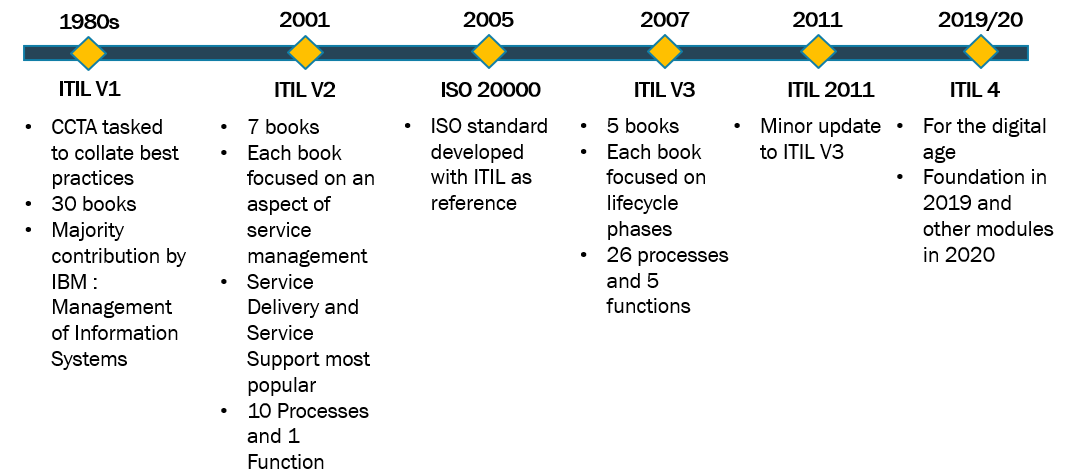 1980s
2001
2005
2007
2011
2019/20
ITIL V1
ITIL V2
ISO 20000
ITIL V3
ITIL 2011
ITIL 4
• CCTA tasked
to collate best
practices
• 30 books
• Majority
contribution by
IBM :
Management
of Information
Systems
• 7 books
• Each book
focused on an
aspect of
service
management
• Service
Delivery and
Service
Support most
popular
• 10 Processes
and 1
Function
• ISO standard
developed
with ITIL as
reference
• 5 books
• Each book
focused on
lifecycle
phases
• 26 processes
and 5
functions
• Minor update
to ITIL V3
• For the digital
age
• Foundation in
2019 and
other modules
in 2020